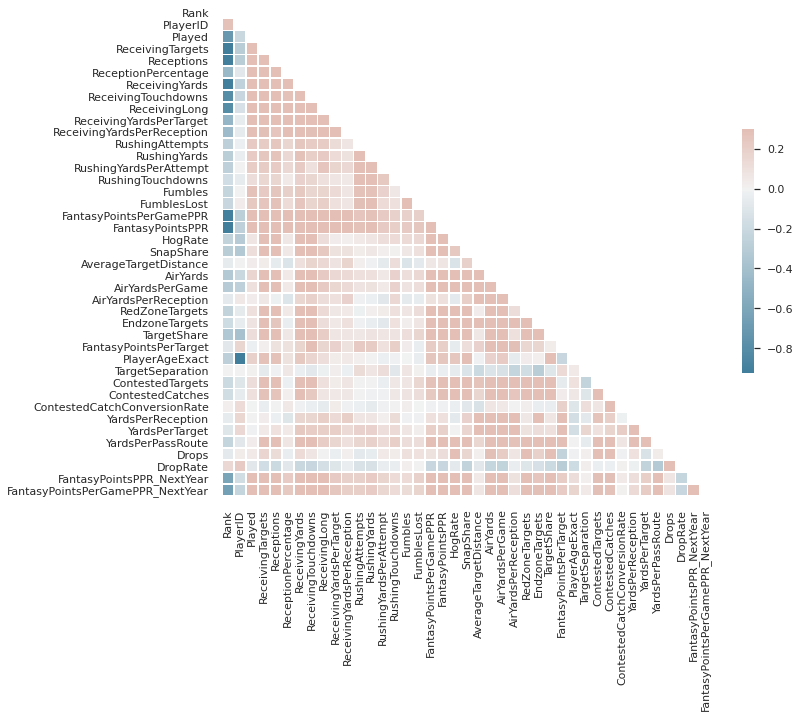 Rank
PlayerID
Played
ReceivingTargets
Receptions
ReceptionPercentage
ReceivingYards
ReceivingTouchdowns
ReceivingLong
ReceivingYardsPerTarget
ReceivingYardsPerReception
RushingAttempts
RushingYards
RushingYardsPerAttempt
RushingTouchdowns
Fumbles
FumblesLost
FantasyPointsPerGamePPR
FantasyPointsPPR
HogRate
SnapShare
AverageTargetDistance
AirYards
AirYardsPerGame
AirYardsPerReception
RedZoneTargets
EndzoneTargets
TargetShare
FantasyPointsPerTarget
PlayerAgeExact
TargetSeparation
ContestedTargets
ContestedCatches
ContestedCatchConversionRate
YardsPerReception
YardsPerTarget
YardsPerPassRoute
Drops
DropRate
FantasyPointsPPR_NextYear
FantasyPointsPerGamePPR_NextYear
Rank
PlayerID
Played
ReceivingTargets
Receptions
ReceptionPercentage
ReceivingYards
ReceivingTouchdowns
ReceivingLong
ReceivingYardsPerTarget
ReceivingYardsPerReception
RushingAttempts
RushingYards
RushingYardsPerAttempt
RushingTouchdowns
Fumbles
FumblesLost
FantasyPointsPerGamePPR
FantasyPointsPPR
HogRate
SnapShare
AverageTargetDistance
AirYards
AirYardsPerGame
AirYardsPerReception
RedZoneTargets
EndzoneTargets
TargetShare
FantasyPointsPerTarget
PlayerAgeExact
TargetSeparation
ContestedTargets
ContestedCatches
ContestedCatchConversionRate
YardsPerReception
YardsPerTarget
YardsPerPassRoute
Drops
DropRate
FantasyPointsPPR_NextYear
FantasyPointsPerGamePPR_NextYear
0.2
0.0
−0.2
−0.4
−0.6
−0.8